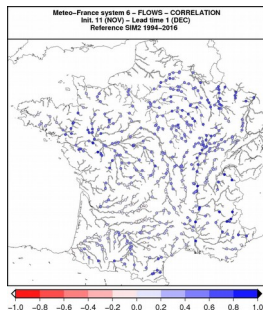 Meteo-France system 6 - FLOWS - CORRELATION
Init. 11 (NOV) - Lead time 1 (DEC)
Reference SIM2 1994-2016
-1.0 -0.8 -0.6 -0.4 -0.2 0.0 0.2 0.4 0.6 0.8 1.0